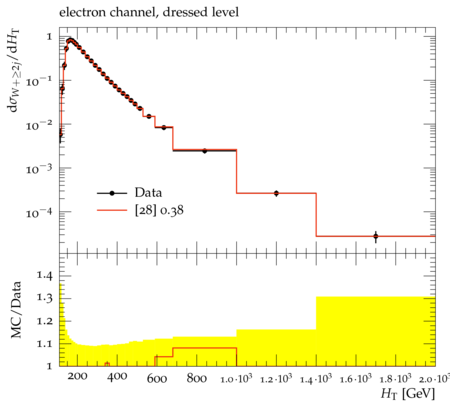 electron channel, dressed level
dσ_{W+≥2j}/dH_T
1
10^{−1}
10^{−2}
10^{−3}
10^{−4}
Data
[28] 0.38
MC/Data
1.4
1.3
1.2
1.1
1
200 400 600 800 1.0·10^3 1.2·10^3 1.4·10^3 1.6·10^3 1.8·10^3 2.0·10^3
H_T [GeV]